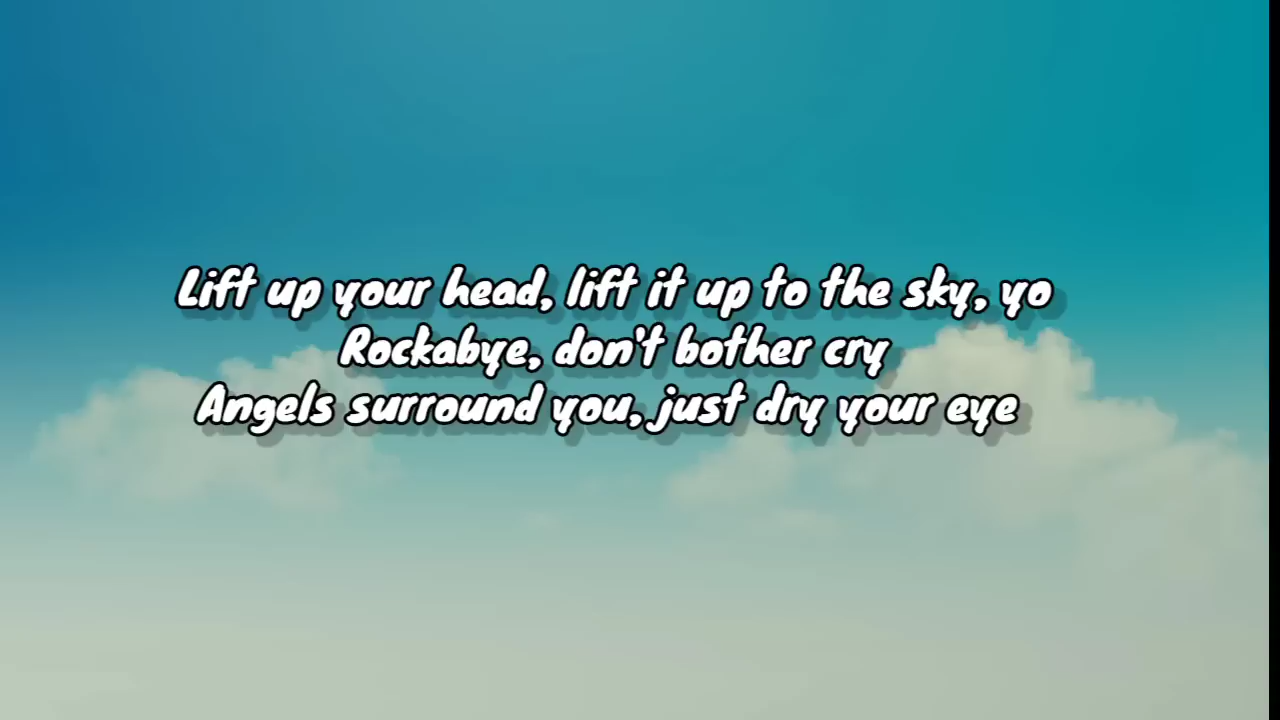 Lift up your head, lift it up to the sky, yo
Rockabye, don't bother cry
Angels surround you, just dry your eye